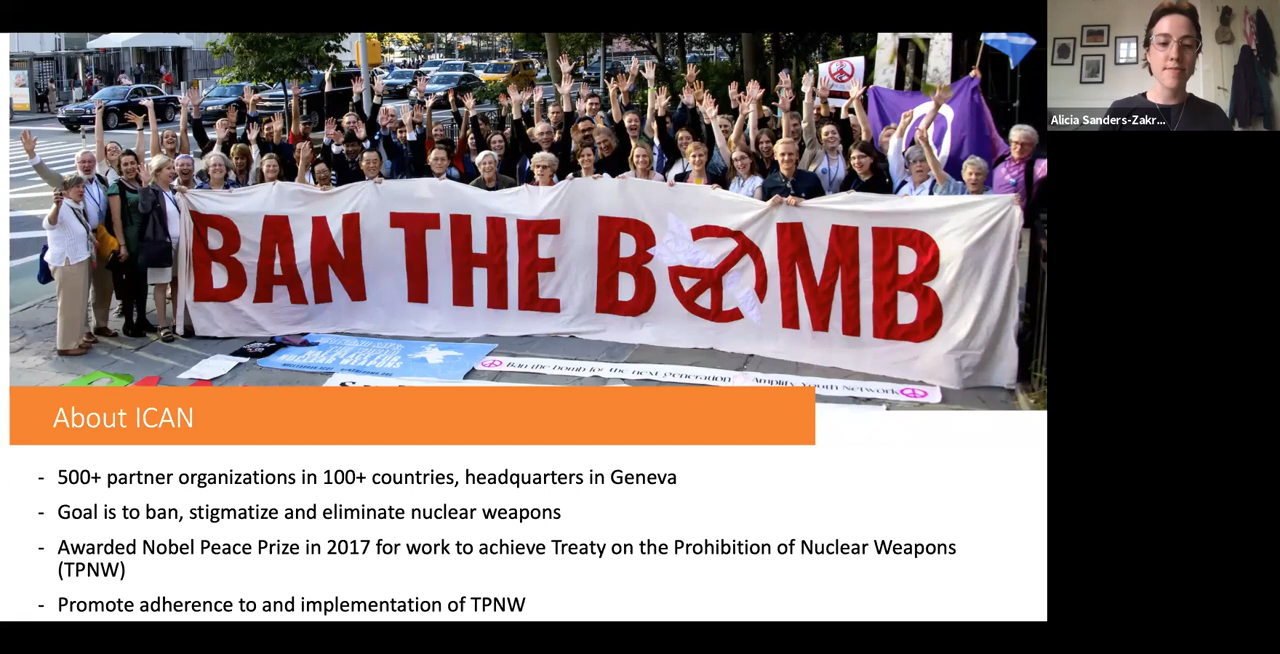 BAN THE BOMB
Ban the bomb for the next generation Amplify Youth Network
About ICAN
- 500+ partner organizations in 100+ countries, headquarters in Geneva
- Goal is to ban, stigmatize and eliminate nuclear weapons
- Awarded Nobel Peace Prize in 2017 for work to achieve Treaty on the Prohibition of Nuclear Weapons
(TPNW)
- Promote adherence to and implementation of TPNW
Alicia Sanders-Zakr...